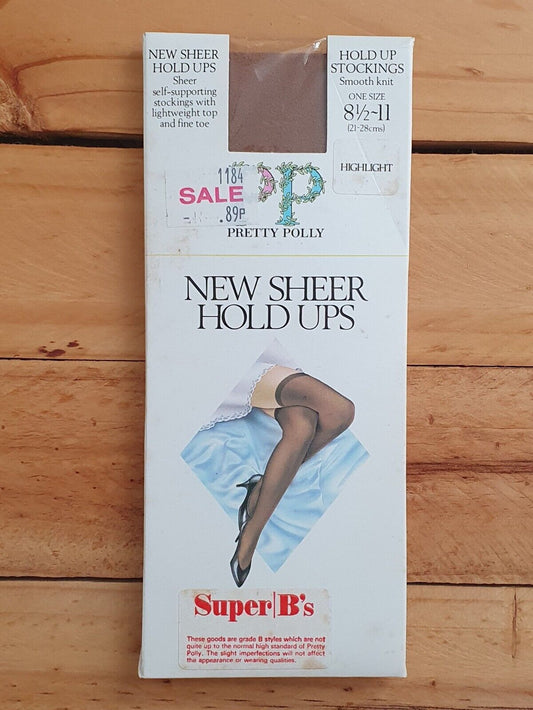 NEW SHEER
HOLD UPS
Sheer
self-supporting
stockings with
lightweight top
and fine toe
HOLD UP
STOCKINGS
Smooth knit
ONE SIZE
8½~11
(21-28cms)
HIGHLIGHT
1184
SALE
.89P
PP
PRETTY POLLY
NEW SHEER
HOLD UPS
Super|B's
These goods are grade B styles which are not
quite up to the normal high standard of Pretty
Polly. The slight imperfections will not affect
the appearance or wearing qualities.